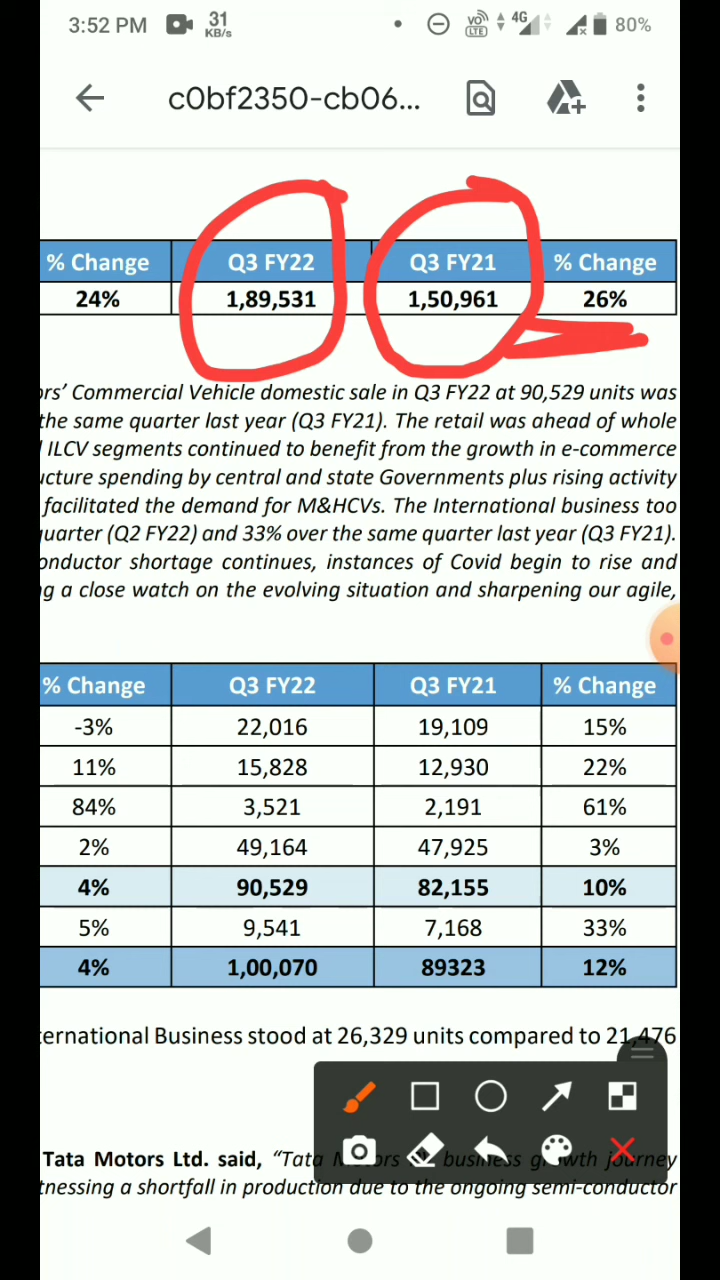 3:52 PM 31 KB/s VO LTE 4G 80%
c0bf2350-cb06...
% Change Q3 FY22 Q3 FY21 % Change
24% 1,89,531 1,50,961 26%
ors’ Commercial Vehicle domestic sale in Q3 FY22 at 90,529 units was
the same quarter last year (Q3 FY21). The retail was ahead of whole
ILCV segments continued to benefit from the growth in e-commerce
ucture spending by central and state Governments plus rising activity
facilitated the demand for M&HCVs. The International business too
quarter (Q2 FY22) and 33% over the same quarter last year (Q3 FY21).
onductor shortage continues, instances of Covid begin to rise and
ng a close watch on the evolving situation and sharpening our agile,
% Change Q3 FY22 Q3 FY21 % Change
-3% 22,016 19,109 15%
11% 15,828 12,930 22%
84% 3,521 2,191 61%
2% 49,164 47,925 3%
4% 90,529 82,155 10%
5% 9,541 7,168 33%
4% 1,00,070 89323 12%
ternational Business stood at 26,329 units compared to 21,476
Tata Motors Ltd. said, “Tata Motors PV business growth journey
tnessing a shortfall in production due to the ongoing semi-conductor